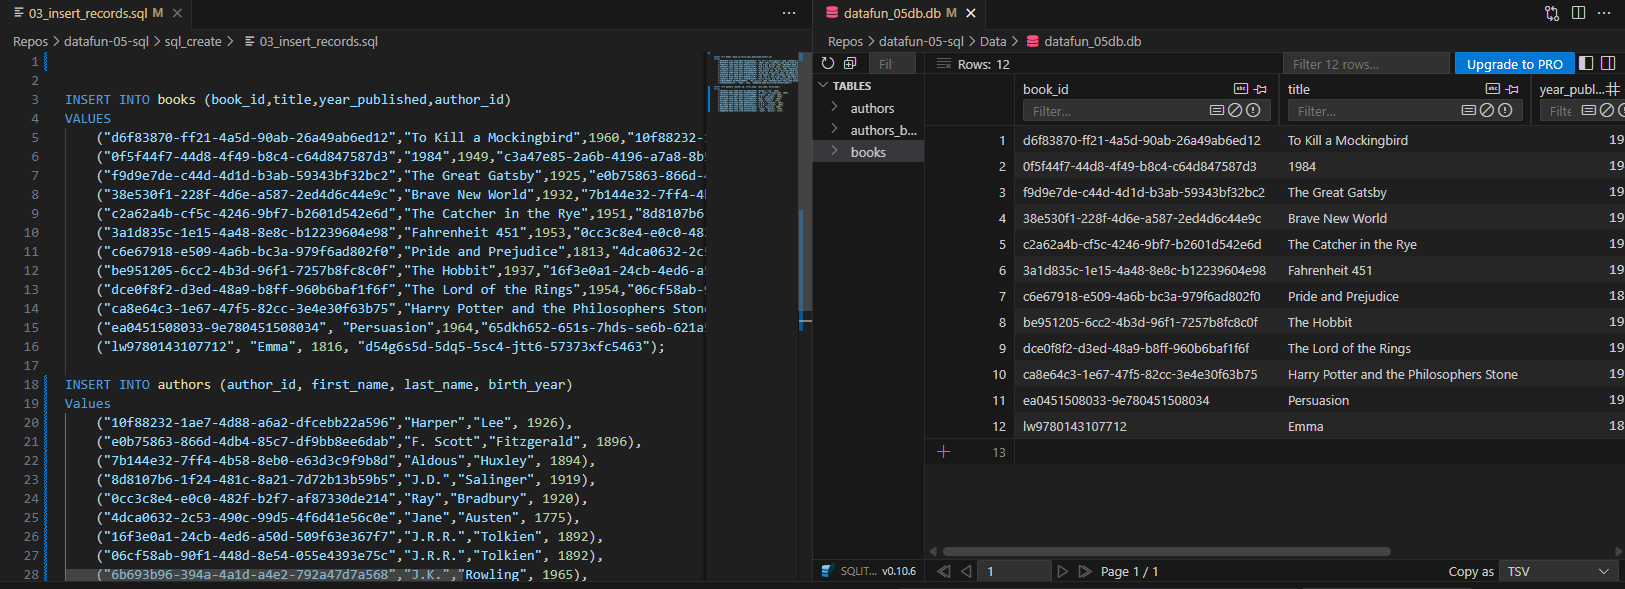 03_insert_records.sql M
Repos > datafun-05-sql > sql_create > 03_insert_records.sql
1
2
3 INSERT INTO books (book_id,title,year_published,author_id)
4 VALUES
5 ("d6f83870-ff21-4a5d-90ab-26a49ab6ed12","To Kill a Mockingbird",1960,"10f88232-
6 ("0f5f44f7-44d8-4f49-b8c4-c64d847587d3","1984",1949,"c3a47e85-2a6b-4196-a7a8-8b
7 ("f9d9e7de-c44d-4d1d-b3ab-59343bf32bc2","The Great Gatsby",1925,"e0b75863-866d-
8 ("38e530f1-228f-4d6e-a587-2ed4d6c44e9c","Brave New World",1932,"7b144e32-7ff4-4
9 ("c2a62a4b-cf5c-4246-9bf7-b2601d542e6d","The Catcher in the Rye",1951,"8d8107b6
10 ("3a1d835c-1e15-4a48-8e8c-b12239604e98","Fahrenheit 451",1953,"0cc3c8e4-e0c0-48
11 ("c6e67918-e509-4a6b-bc3a-979f6ad802f0","Pride and Prejudice",1813,"4dca0632-2c
12 ("be951205-6cc2-4b3d-96f1-7257b8fc8c0f","The Hobbit",1937,"16f3e0a1-24cb-4ed6-a
13 ("dce0f8f2-d3ed-48a9-b8ff-960b6baf1f6f","The Lord of the Rings",1954,"06cf58ab-
14 ("ca8e64c3-1e67-47f5-82cc-3e4e30f63b75","Harry Potter and the Philosophers Ston
15 ("ea0451508033-9e780451508034", "Persuasion",1964,"65dkh652-651s-7hds-se6b-621a
16 ("lw9780143107712", "Emma", 1816, "d54g6s5d-5dq5-5sc4-jtt6-57373xfc5463");
17
18 INSERT INTO authors (author_id, first_name, last_name, birth_year)
19 Values
20 ("10f88232-1ae7-4d88-a6a2-dfcebb22a596","Harper","Lee", 1926),
21 ("e0b75863-866d-4db4-85c7-df9bb8ee6dab","F. Scott","Fitzgerald", 1896),
22 ("7b144e32-7ff4-4b58-8eb0-e63d3c9f9b8d","Aldous","Huxley", 1894),
23 ("8d8107b6-1f24-481c-8a21-7d72b13b59b5","J.D.","Salinger", 1919),
24 ("0cc3c8e4-e0c0-482f-b2f7-af87330de214","Ray","Bradbury", 1920),
25 ("4dca0632-2c53-490c-99d5-4f6d41e56c0e","Jane","Austen", 1775),
26 ("16f3e0a1-24cb-4ed6-a50d-509f63e367f7","J.R.R.","Tolkien", 1892),
27 ("06cf58ab-90f1-448d-8e54-055e4393e75c","J.R.R.","Tolkien", 1892),
28 ("6b693b96-394a-4a1d-a4e2-792a47d7a568","J.K.","Rowling", 1965),
datafun_05db.db M
Repos > datafun-05-sql > Data > datafun_05db.db
Fil
Rows: 12
Filter 12 rows...
Upgrade to PRO
TABLES
authors
authors_b...
books
book_id title year_publ...
Filter... Filter... Filte
1 d6f83870-ff21-4a5d-90ab-26a49ab6ed12 To Kill a Mockingbird 19
2 0f5f44f7-44d8-4f49-b8c4-c64d847587d3 1984 19
3 f9d9e7de-c44d-4d1d-b3ab-59343bf32bc2 The Great Gatsby 19
4 38e530f1-228f-4d6e-a587-2ed4d6c44e9c Brave New World 19
5 c2a62a4b-cf5c-4246-9bf7-b2601d542e6d The Catcher in the Rye 19
6 3a1d835c-1e15-4a48-8e8c-b12239604e98 Fahrenheit 451 19
7 c6e67918-e509-4a6b-bc3a-979f6ad802f0 Pride and Prejudice 18
8 be951205-6cc2-4b3d-96f1-7257b8fc8c0f The Hobbit 19
9 dce0f8f2-d3ed-48a9-b8ff-960b6baf1f6f The Lord of the Rings 19
10 ca8e64c3-1e67-47f5-82cc-3e4e30f63b75 Harry Potter and the Philosophers Stone 19
11 ea0451508033-9e780451508034 Persuasion 19
12 lw9780143107712 Emma 18
13
SQLIT... v0.10.6
1
Page 1 / 1
Copy as TSV